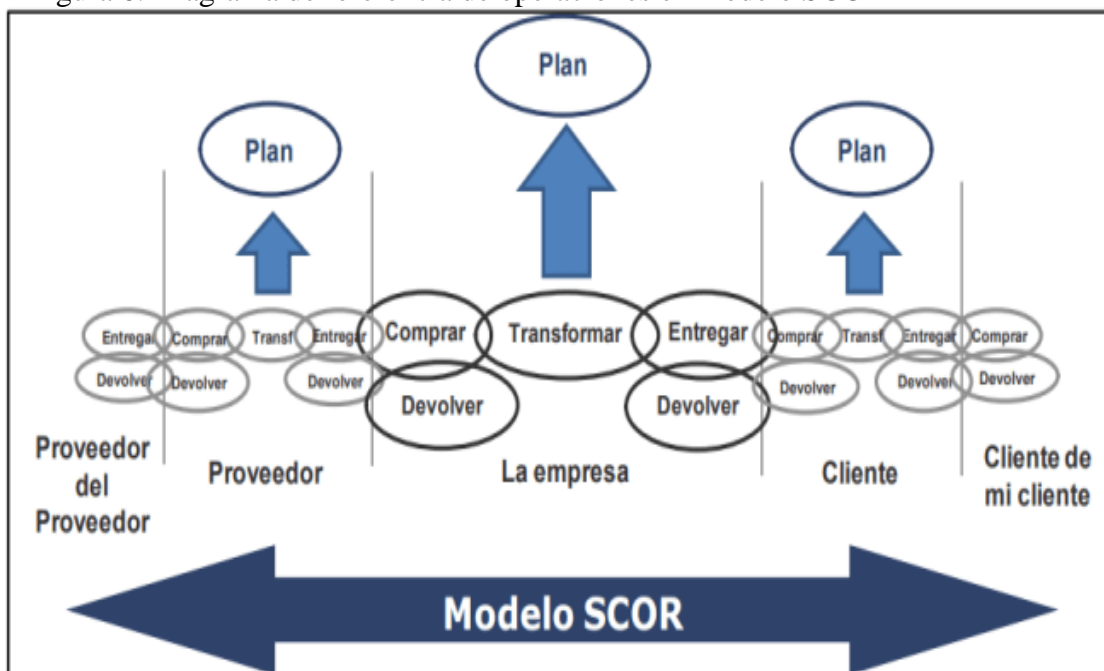 Plan
Plan
Plan
Entregar
Comprar
Transf
Entregar
Comprar
Transformar
Entregar
Comprar
Transf
Entregar
Comprar
Devolver
Devolver
Devolver
Devolver
Devolver
Devolver
Devolver
Devolver
Proveedor
del
Proveedor
Proveedor
La empresa
Cliente
Cliente de
mi cliente
Modelo SCOR